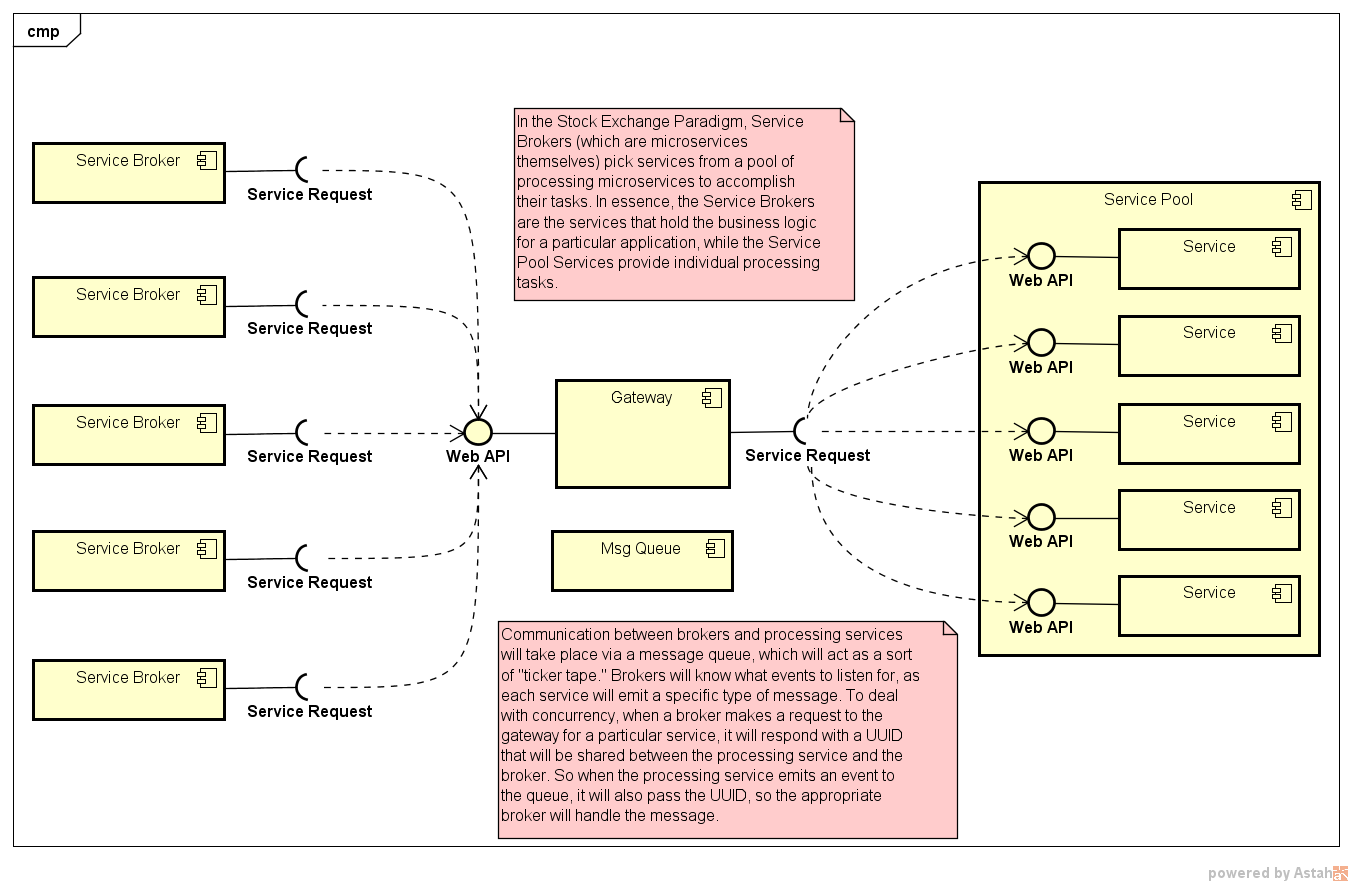 cmp
Service Broker
Service Request
Service Broker
Service Request
Service Broker
Service Request
Service Broker
Service Request
Service Broker
Service Request
Web API
In the Stock Exchange Paradigm, Service
Brokers (which are microservices
themselves) pick services from a pool of
processing microservices to accomplish
their tasks. In essence, the Service Brokers
are the services that hold the business logic
for a particular application, while the Service
Pool Services provide individual processing
tasks.
Gateway
Service Request
Msg Queue
Communication between brokers and processing services
will take place via a message queue, which will act as a sort
of "ticker tape." Brokers will know what events to listen for, as
each service will emit a specific type of message. To deal
with concurrency, when a broker makes a request to the
gateway for a particular service, it will respond with a UUID
that will be shared between the processing service and the
broker. So when the processing service emits an event to
the queue, it will also pass the UUID, so the appropriate
broker will handle the message.
Service Pool
Service
Web API
Service
Web API
Service
Web API
Service
Web API
Service
Web API
powered by Astah